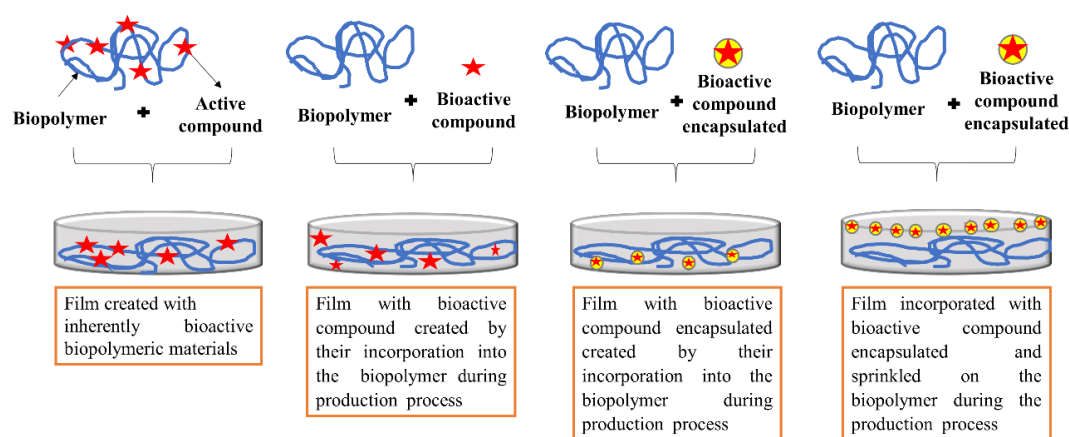 Biopolymer
+
Active
compound
Biopolymer
+
Bioactive
compound
Biopolymer
+
Bioactive
compound
encapsulated
Biopolymer
+
Bioactive
compound
encapsulated
Film created with
inherently bioactive
biopolymeric materials
Film with bioactive
compound created by
their incorporation into
the biopolymer during
production process
Film with bioactive
compound encapsulated
created by their
incorporation into the
biopolymer during
production process
Film incorporated with
bioactive compound
encapsulated and
sprinkled on the
biopolymer during the
production process